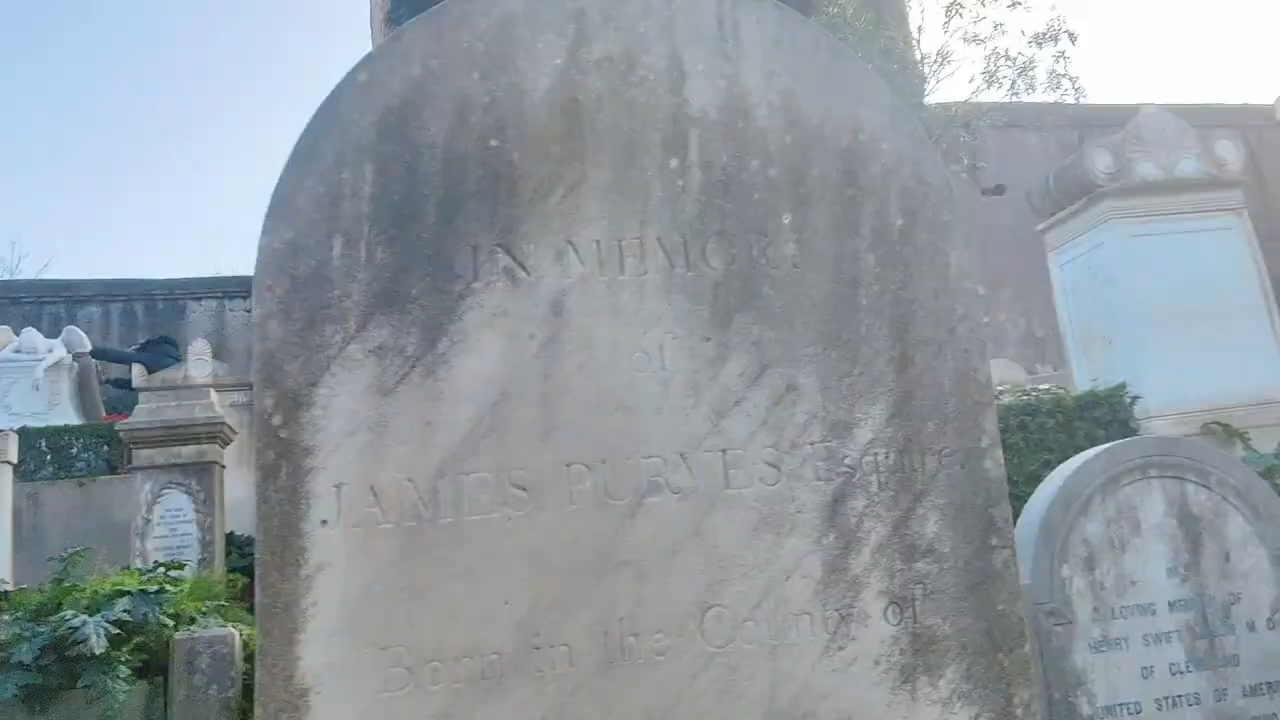 IN MEMORY
of
JAMES PURVES Esquire.
Born in the County of
LOVING MEMORY OF
HENRY SWIFT M D
OF CLEVELAND
UNITED STATES OF AMERI